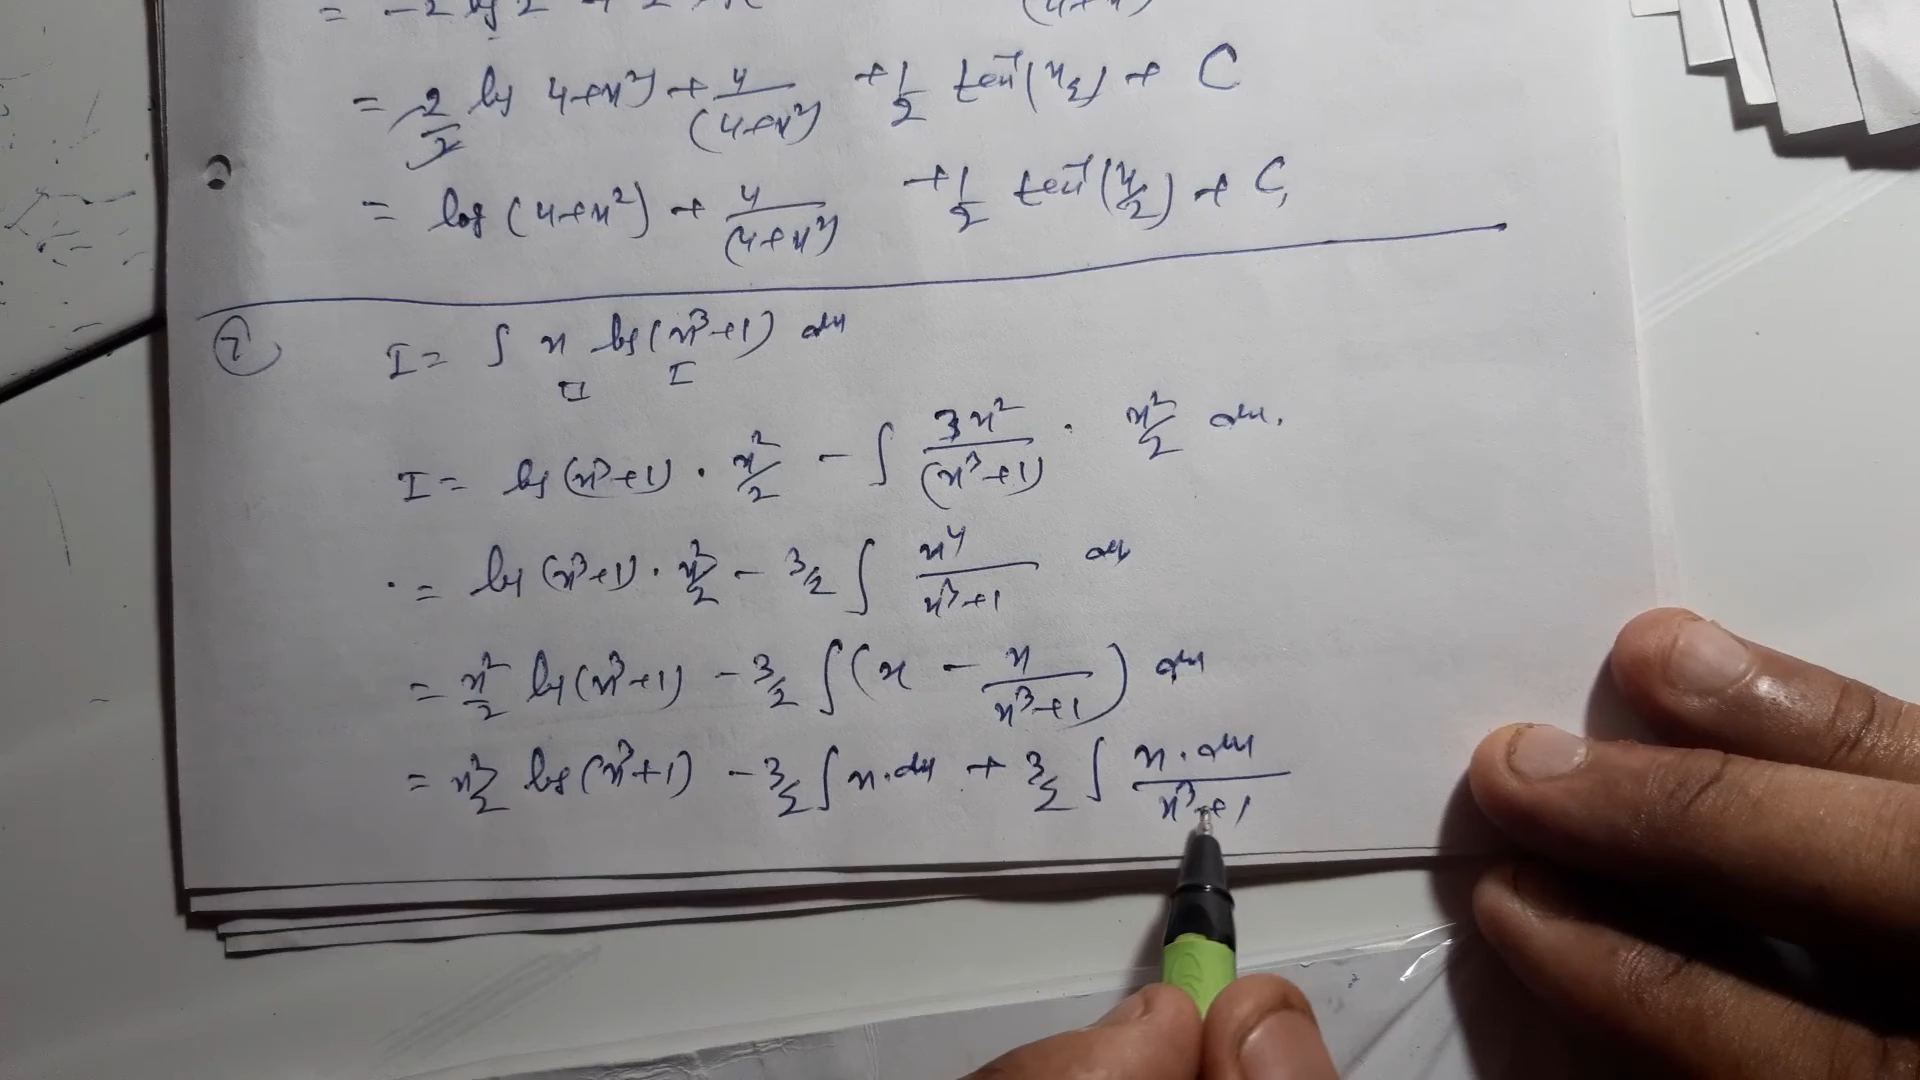 = 2/2 log 4+x²) + 4/(4+x²) + 1/2 tan⁻¹(x/2) + C
= log (4+x²) + 4/(4+x²) + 1/2 tan⁻¹(x/2) + C,
7 I = ∫ x log(x³+1) dx
II I
I = log (x³+1) · x²/2 - ∫ 3x²/(x³+1) · x²/2 dx.
= log (x³+1) · x²/2 - 3/2 ∫ x⁴/x³+1 dx
= x²/2 log(x³+1) - 3/2 ∫(x - x/x³+1) dx
= x²/2 log(x³+1) - 3/2 ∫x·dx + 3/2 ∫ x·dx/x³+1